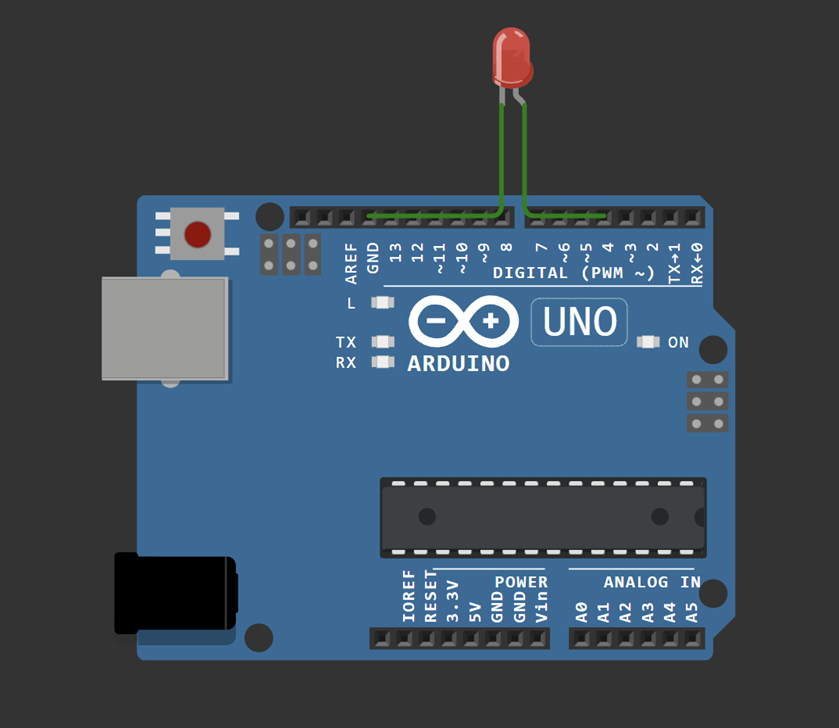 AREF
GND
13
12
~11
~10
~9
8
7
~6
~5
4
~3
2
TX→1
RX←0
DIGITAL (PWM ~)
L
TX
RX
UNO
ON
ARDUINO
IOREF
RESET
3.3V
5V
GND
GND
Vin
POWER
ANALOG IN
A0
A1
A2
A3
A4
A5